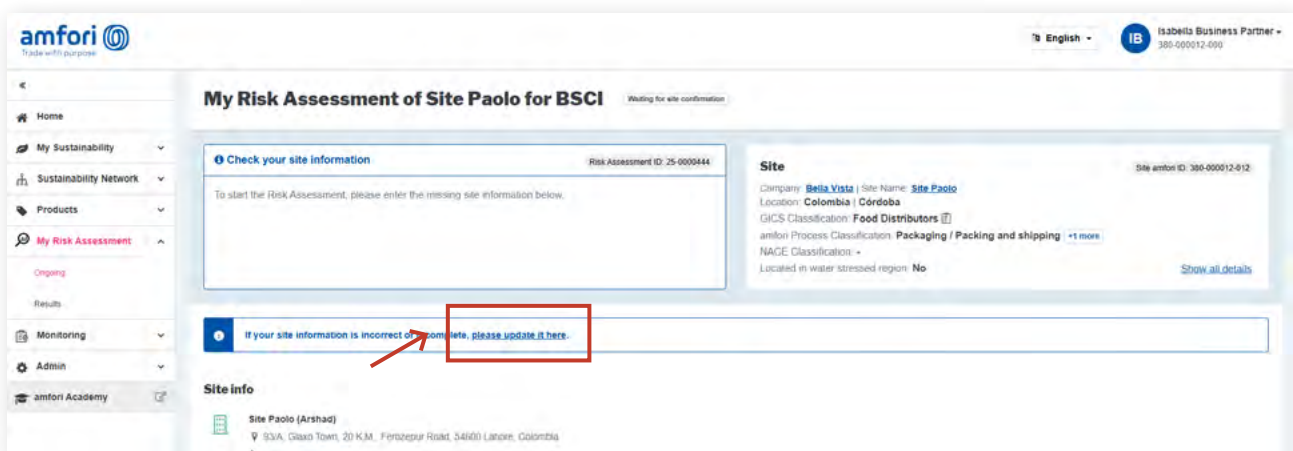 amfori
Trade with purpose
English
IB
Isabella Business Partner
380-000012-000
Home
My Sustainability
Sustainability Network
Products
My Risk Assessment
Ongoing
Results
Monitoring
Admin
amfori Academy
My Risk Assessment of Site Paolo for BSCI
Waiting for site confirmation
Check your site information
Risk Assessment ID: 25-0000444
To start the Risk Assessment, please enter the missing site information below.
Site
Site amfori ID: 380-000012-012
Company: Bella Vista | Site Name: Site Paolo
Location: Colombia | Córdoba
GICS Classification: Food Distributors
amfori Process Classification: Packaging / Packing and shipping +1 more
NACE Classification: -
Located in water stressed region: No
Show all details
If your site information is incorrect or incomplete, please update it here.
Site info
Site Paolo (Arshad)
93/A, Glaxo Town, 20 K.M., Ferozepur Road, 54600 Lahore, Colombia